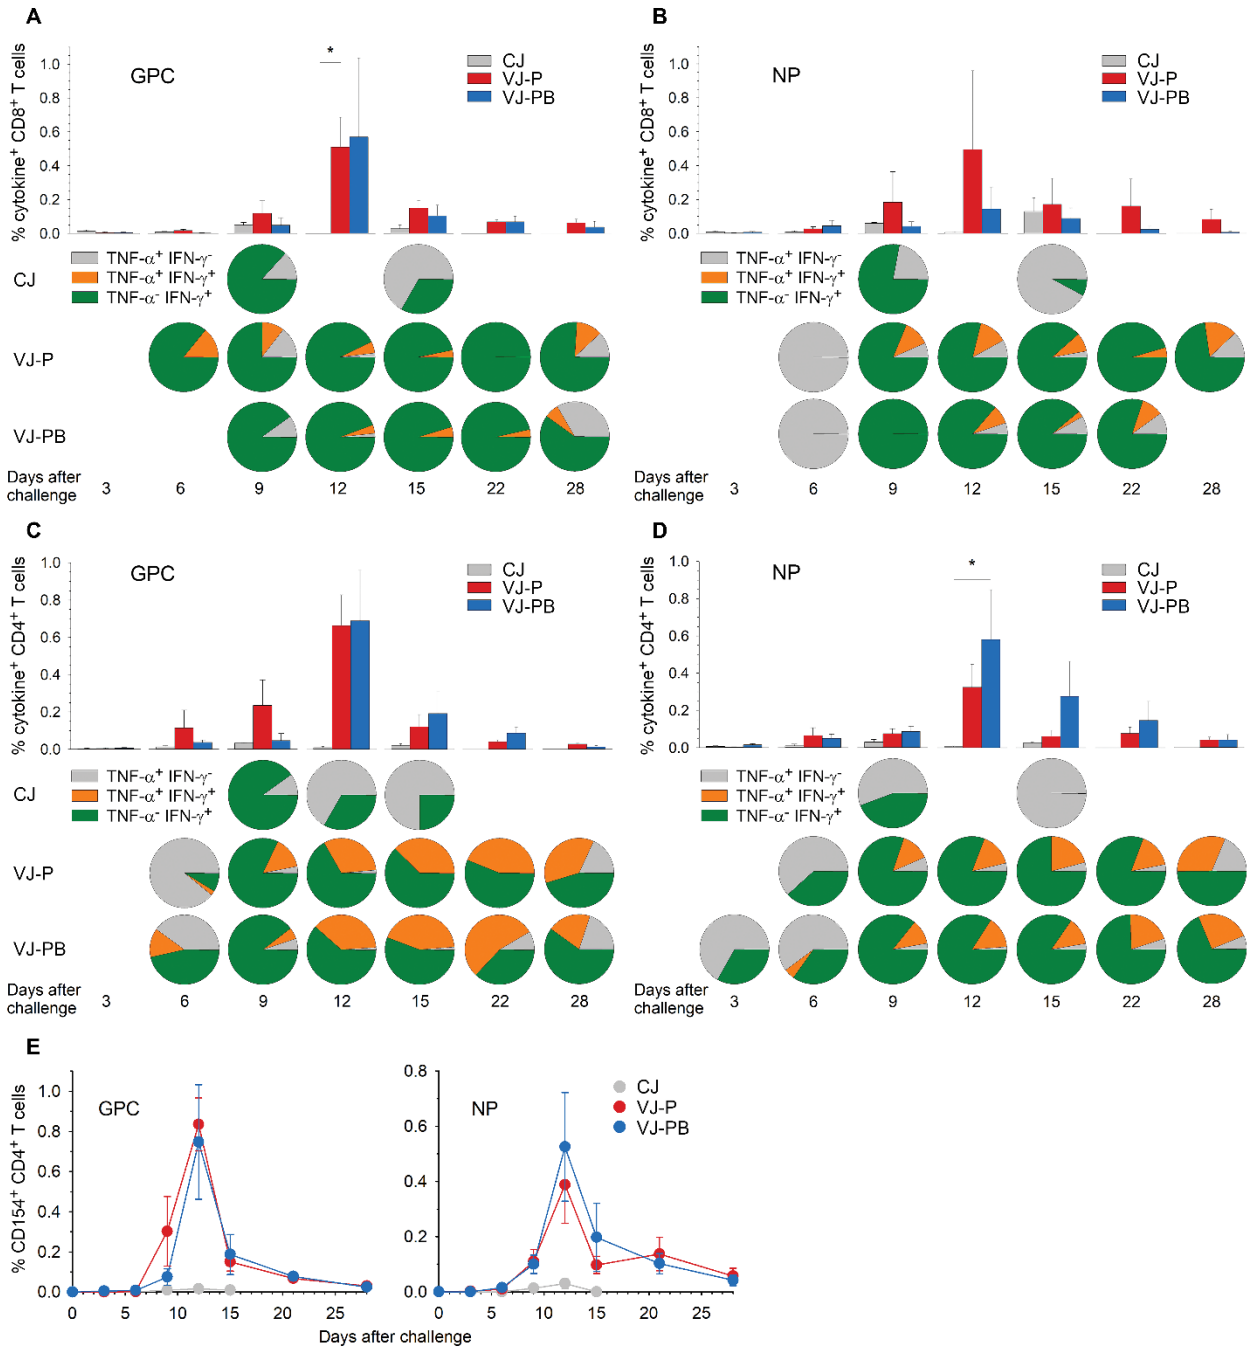 A
% cytokine⁺ CD8⁺ T cells
1.0
0.8
0.6
0.4
0.2
0.0
GPC
*
CJ
VJ-P
VJ-PB
CJ
TNF-α⁺ IFN-γ⁻
TNF-α⁺ IFN-γ⁺
TNF-α⁻ IFN-γ⁺
VJ-P
VJ-PB
Days after
challenge 3 6 9 12 15 22 28
B
% cytokine⁺ CD8⁺ T cells
1.0
0.8
0.6
0.4
0.2
0.0
NP
CJ
VJ-P
VJ-PB
TNF-α⁺ IFN-γ⁻
TNF-α⁺ IFN-γ⁺
TNF-α⁻ IFN-γ⁺
Days after
challenge 3 6 9 12 15 22 28
C
% cytokine⁺ CD4⁺ T cells
1.0
0.8
0.6
0.4
0.2
0.0
GPC
CJ
VJ-P
VJ-PB
CJ
TNF-α⁺ IFN-γ⁻
TNF-α⁺ IFN-γ⁺
TNF-α⁻ IFN-γ⁺
VJ-P
VJ-PB
Days after
challenge 3 6 9 12 15 22 28
D
% cytokine⁺ CD4⁺ T cells
1.0
0.8
0.6
0.4
0.2
0.0
NP
*
CJ
VJ-P
VJ-PB
TNF-α⁺ IFN-γ⁻
TNF-α⁺ IFN-γ⁺
TNF-α⁻ IFN-γ⁺
Days after
challenge 3 6 9 12 15 22 28
E
% CD154⁺ CD4⁺ T cells
1.0
0.8
0.6
0.4
0.2
0.0
GPC
0 5 10 15 20 25
0.8
0.6
0.4
0.2
0.0
NP
CJ
VJ-P
VJ-PB
0 5 10 15 20 25
Days after challenge